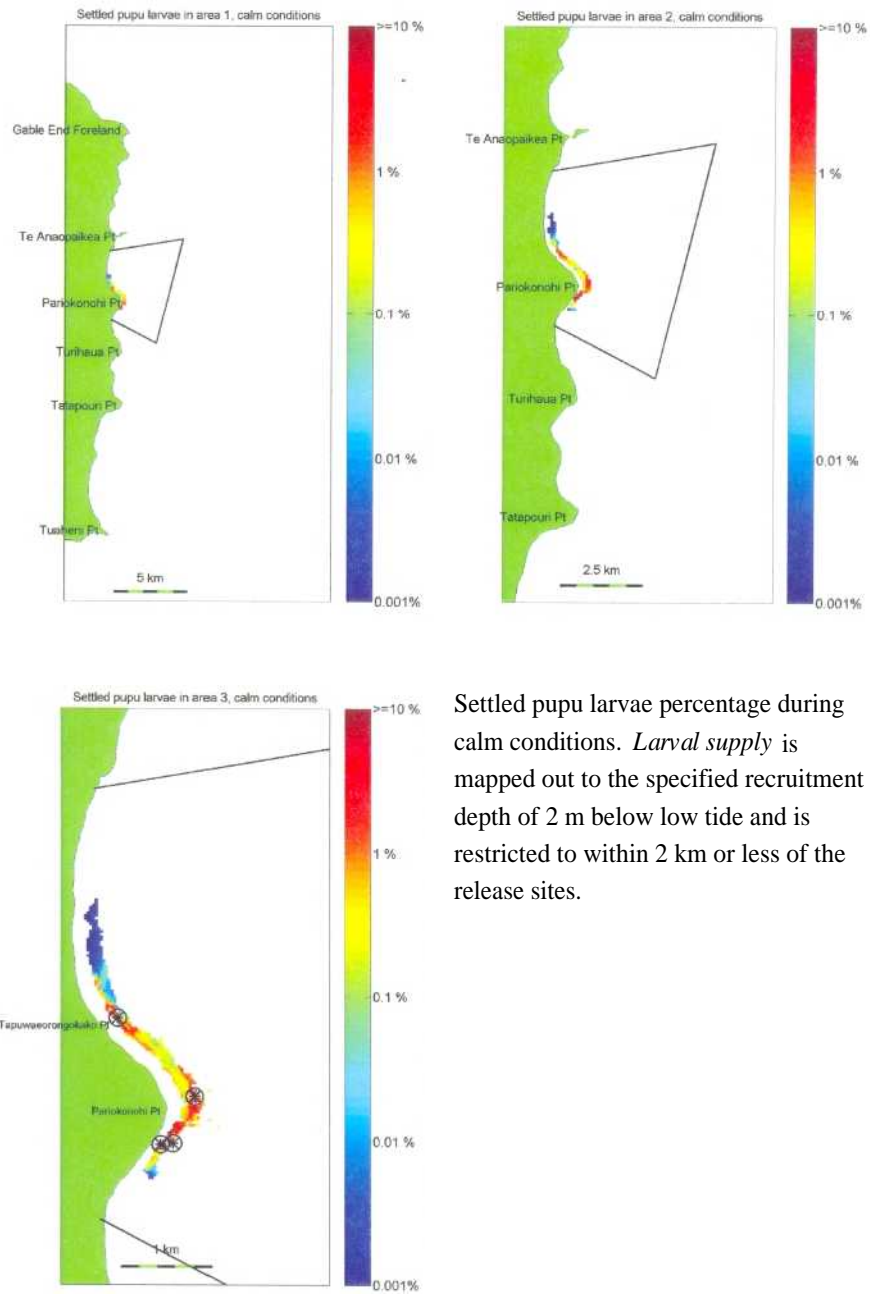 Settled pupu larvae in area 1, calm conditions
>=10 %
Gable End Foreland
1 %
Te Anaopaikea Pt
Pariokonohi Pt
0.1 %
Turihaua Pt
Tatapouri Pt
0.01 %
Tuaheni Pt
5 km
0.001%
Settled pupu larvae in area 2, calm conditions
>=10 %
Te Anaopaikea Pt
1 %
Pariokonohi Pt
0.1 %
Turihaua Pt
0.01 %
Tatapouri Pt
2.5 km
0.001%
Settled pupu larvae in area 3, calm conditions
>=10 %
1 %
0.1 %
Tapuwaeorongokako Pt
Pariokonohi Pt
0.01 %
1 km
0.001%
Settled pupu larvae percentage during
calm conditions. Larval supply is
mapped out to the specified recruitment
depth of 2 m below low tide and is
restricted to within 2 km or less of the
release sites.